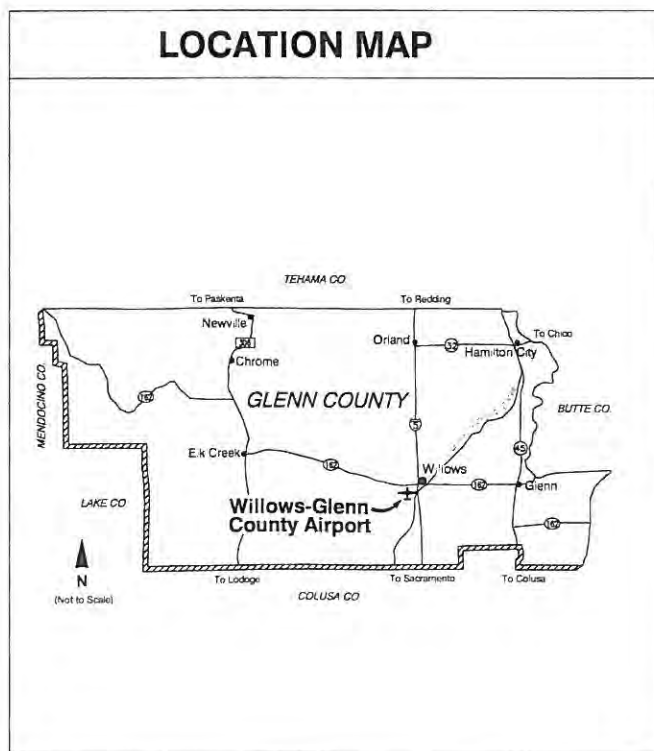 LOCATION MAP
TEHAMA CO
To Paskenta
To Redding
Newville
To Chico
Orland
32
Hamilton City
Chrome
MENDOCINO CO.
162
GLENN COUNTY
BUTTE CO.
5
45
Elk Creek
162
Willows
162
Glenn
LAKE CO
Willows-Glenn
County Airport
162
N
(Not to Scale)
To Lodoga
To Sacramento
To Colusa
COLUSA CO